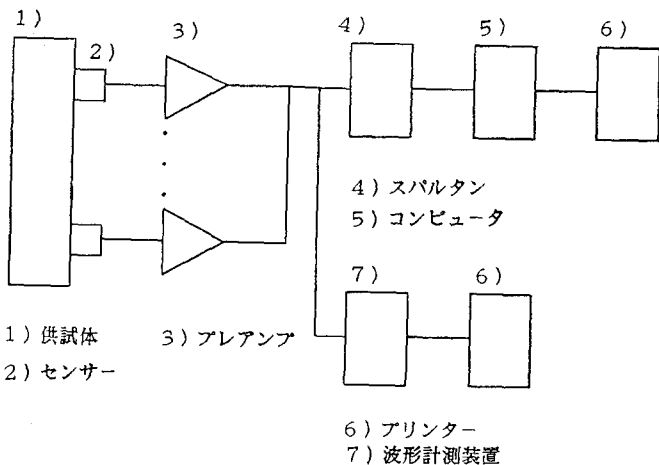 1)
2)
3)
4)
5)
6)
4) スパルタン
5) コンピュータ
7)
6)
1) 供試体
3) プレアンプ
2) センサー
6) プリンター
7) 波形計測装置